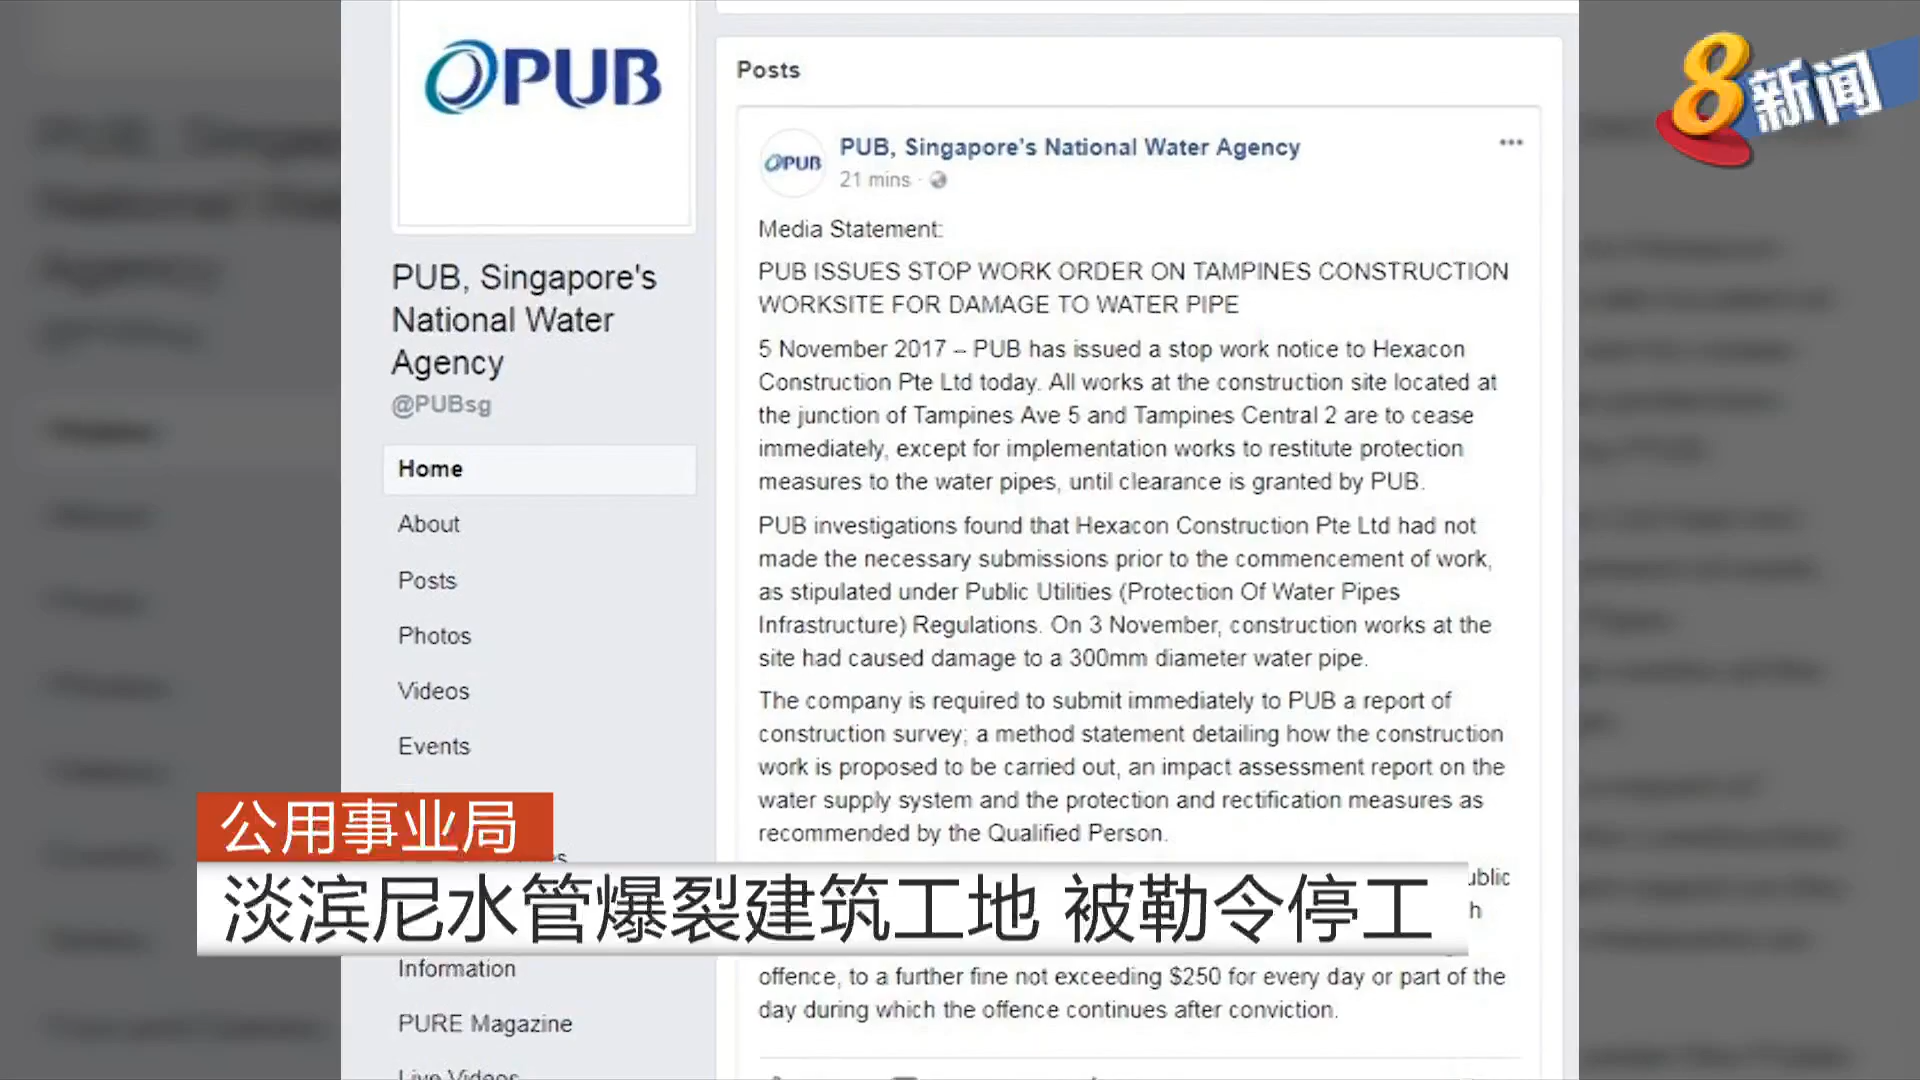 PUB
PUB, Singapore's
National Water
Agency
@PUBsg
Home
About
Posts
Photos
Videos
Events
Information
PURE Magazine
Live Videos
Posts
PUB
PUB, Singapore's National Water Agency
21 mins
Media Statement:
PUB ISSUES STOP WORK ORDER ON TAMPINES CONSTRUCTION
WORKSITE FOR DAMAGE TO WATER PIPE
5 November 2017 – PUB has issued a stop work notice to Hexacon
Construction Pte Ltd today. All works at the construction site located at
the junction of Tampines Ave 5 and Tampines Central 2 are to cease
immediately, except for implementation works to restitute protection
measures to the water pipes, until clearance is granted by PUB.
PUB investigations found that Hexacon Construction Pte Ltd had not
made the necessary submissions prior to the commencement of work,
as stipulated under Public Utilities (Protection Of Water Pipes
Infrastructure) Regulations. On 3 November, construction works at the
site had caused damage to a 300mm diameter water pipe.
The company is required to submit immediately to PUB a report of
construction survey; a method statement detailing how the construction
work is proposed to be carried out, an impact assessment report on the
water supply system and the protection and rectification measures as
recommended by the Qualified Person.
offence, to a further fine not exceeding $250 for every day or part of the
day during which the offence continues after conviction.
8新闻
公用事业局
淡滨尼水管爆裂建筑工地 被勒令停工